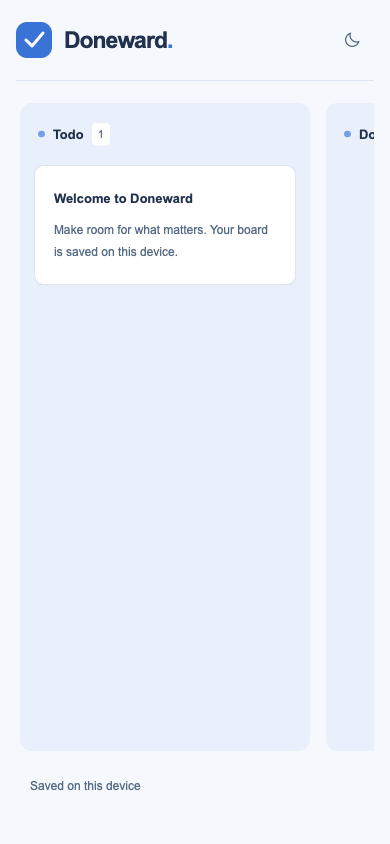 Doneward.
Todo 1
Do
Welcome to Doneward
Make room for what matters. Your board
is saved on this device.
Saved on this device